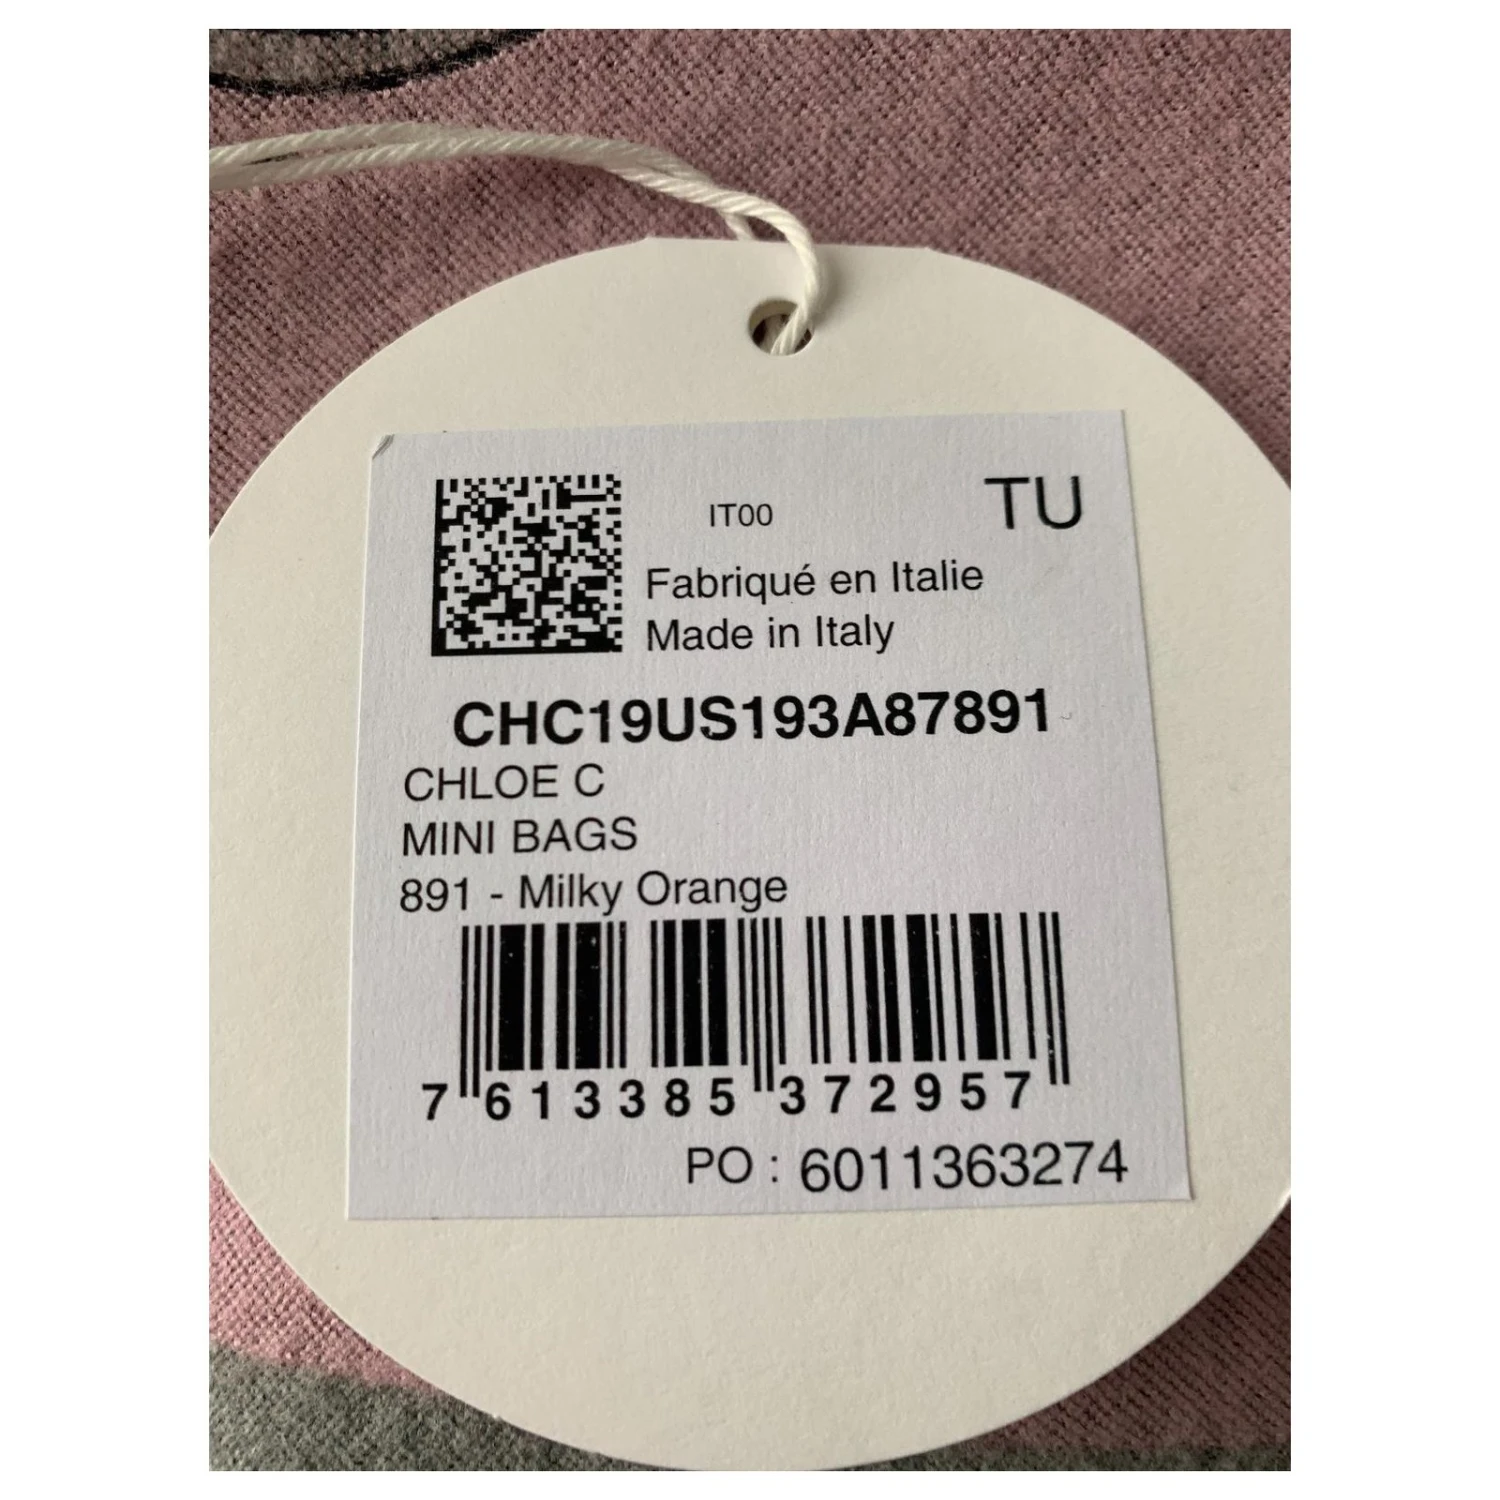 IT00
TU
Fabriqué en Italie
Made in Italy
CHC19US193A87891
CHLOE C
MINI BAGS
891 - Milky Orange
7 613385 372957
PO : 6011363274